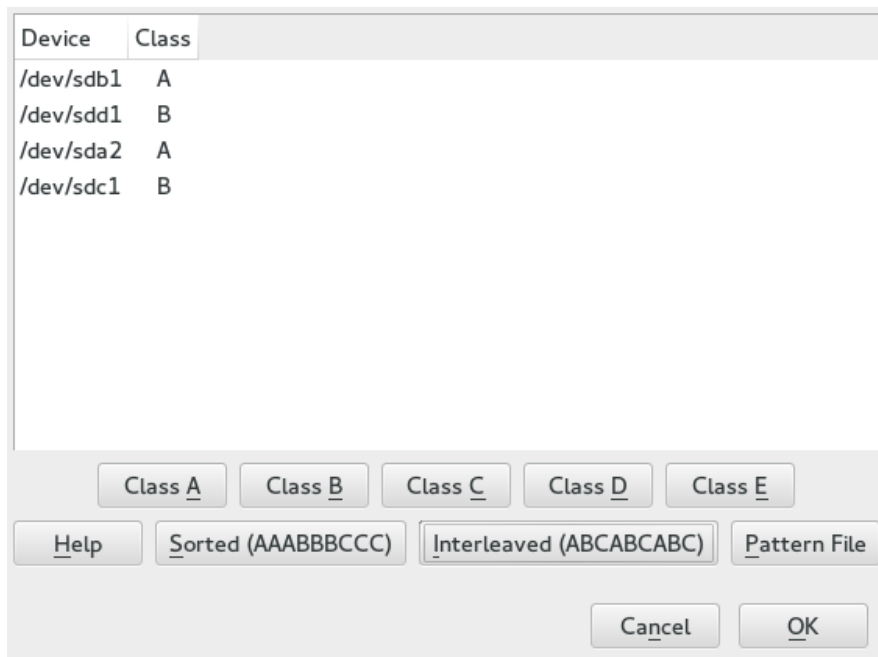 Device Class
/dev/sdb1 A
/dev/sdd1 B
/dev/sda2 A
/dev/sdc1 B
Class A Class B Class C Class D Class E
Help Sorted (AAABBBCCC) Interleaved (ABCABCABC) Pattern File
Cancel OK